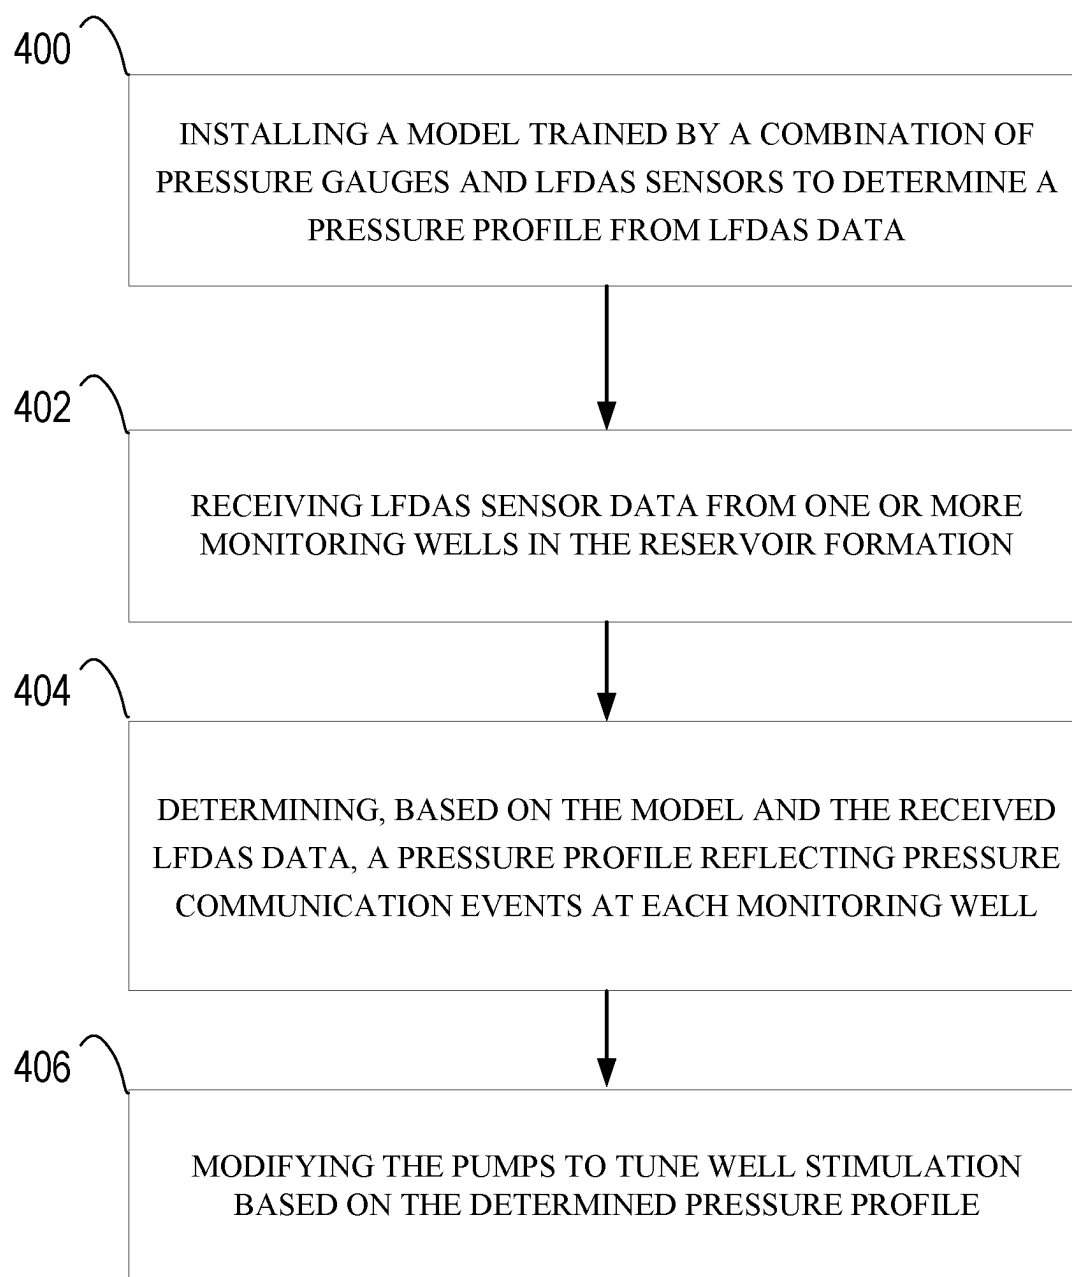 400
INSTALLING A MODEL TRAINED BY A COMBINATION OF
PRESSURE GAUGES AND LFDAS SENSORS TO DETERMINE A
PRESSURE PROFILE FROM LFDAS DATA
402
RECEIVING LFDAS SENSOR DATA FROM ONE OR MORE
MONITORING WELLS IN THE RESERVOIR FORMATION
404
DETERMINING, BASED ON THE MODEL AND THE RECEIVED
LFDAS DATA, A PRESSURE PROFILE REFLECTING PRESSURE
COMMUNICATION EVENTS AT EACH MONITORING WELL
406
MODIFYING THE PUMPS TO TUNE WELL STIMULATION
BASED ON THE DETERMINED PRESSURE PROFILE